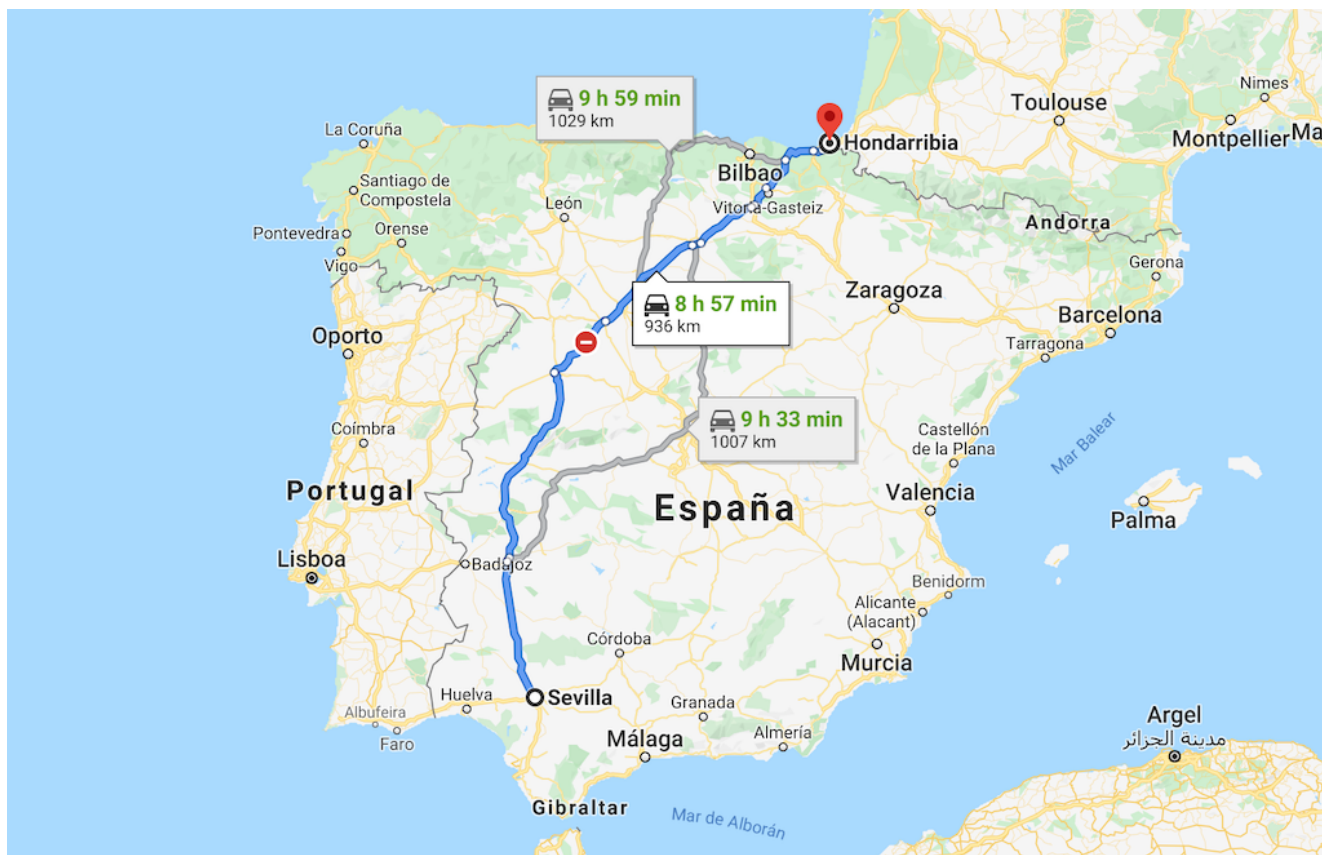 9 h 59 min
1029 km
Nimes
Toulouse
La Coruña
Montpellier
Ma
Hondarribia
Bilbao
Santiago de
Compostela
León
Vitoria-Gasteiz
Andorra
Pontevedra
Orense
Vigo
Gerona
Zaragoza
8 h 57 min
936 km
Barcelona
Oporto
Tarragona
9 h 33 min
1007 km
Coímbra
Castellón
de la Plana
Mar Balear
Portugal
España
Valencia
Palma
Lisboa
Badajoz
Benidorm
Alicante
(Alacant)
Córdoba
Murcia
Huelva
Sevilla
Granada
Albufeira
Faro
Málaga
Almería
Argel
مدينة الجزائر
Gibraltar
Mar de Alborán